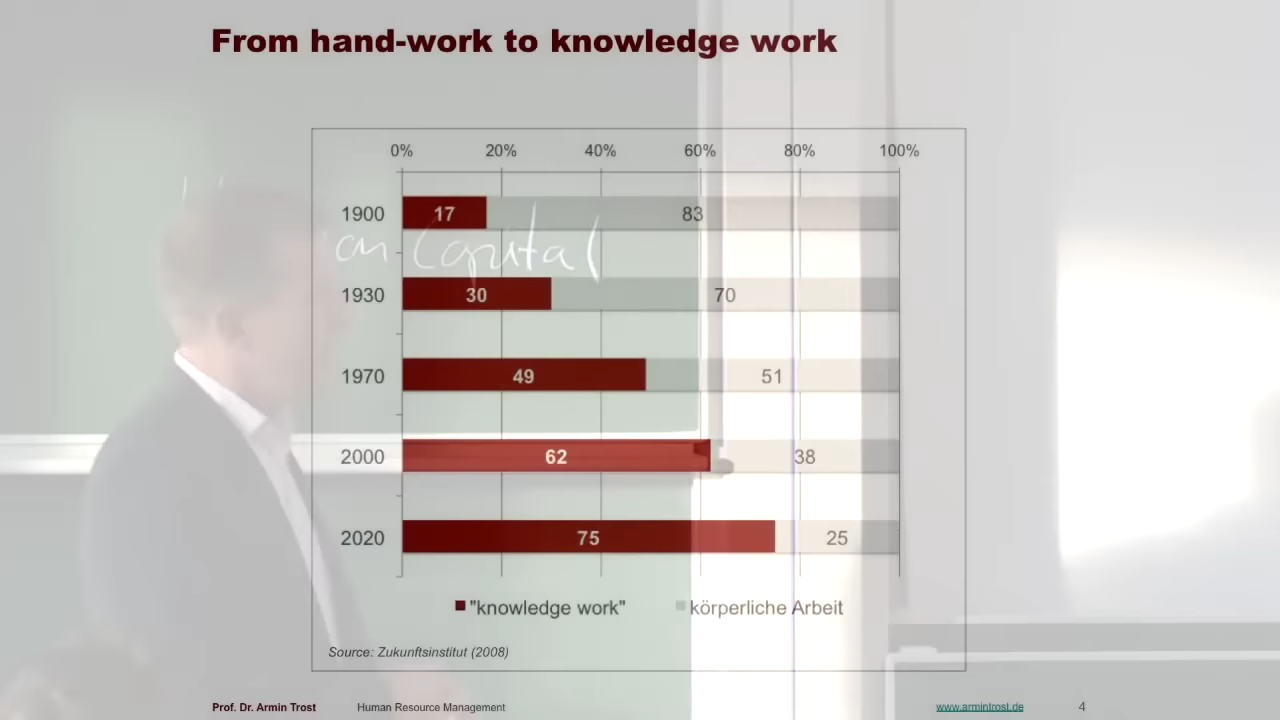 From hand-work to knowledge work
0% 20% 40% 60% 80% 100%
1900 17 83
an Capital
1930 30 70
1970 49 51
2000 62 38
2020 75 25
"knowledge work" körperliche Arbeit
Source: Zukunftsinstitut (2008)
Prof. Dr. Armin Trost Human Resource Management www.armintrost.de 4